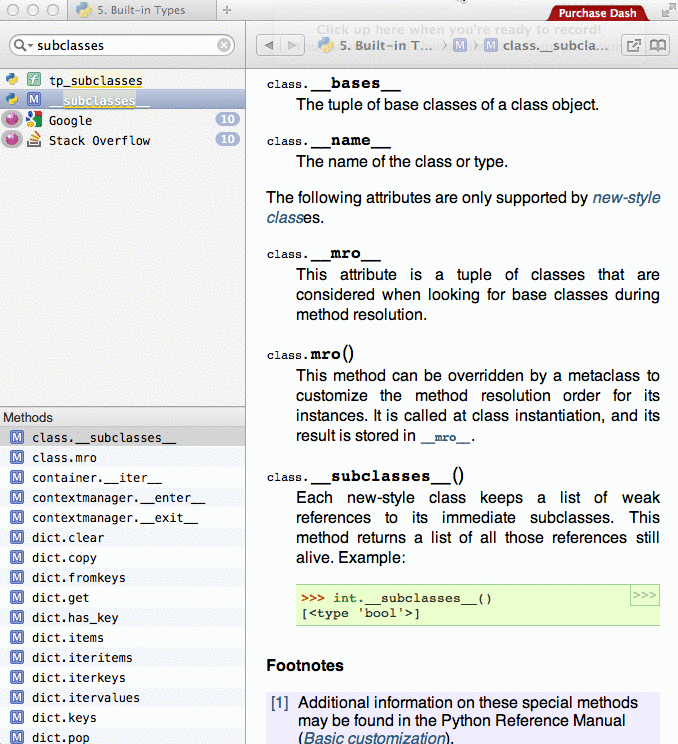 5. Built-in Types
+
Purchase Dash
Click up here when you're ready to record!
subclasses
5. Built-in T...
M
class.__subcla...
f tp_subclasses
M __subclasses__
Google 10
Stack Overflow 10
class.__bases__
The tuple of base classes of a class object.
class.__name__
The name of the class or type.
The following attributes are only supported by new-style
classes.
class.__mro__
This attribute is a tuple of classes that are
considered when looking for base classes during
method resolution.
class.mro()
This method can be overridden by a metaclass to
customize the method resolution order for its
instances. It is called at class instantiation, and its
result is stored in __mro__.
class.__subclasses__()
Each new-style class keeps a list of weak
references to its immediate subclasses. This
method returns a list of all those references still
alive. Example:
>>> int.__subclasses__() >>>
[<type 'bool'>]
Footnotes
[1] Additional information on these special methods
may be found in the Python Reference Manual
(Basic customization).
Methods
M class.__subclasses__
M class.mro
M container.__iter__
M contextmanager.__enter__
M contextmanager.__exit__
M dict.clear
M dict.copy
M dict.fromkeys
M dict.get
M dict.has_key
M dict.items
M dict.iteritems
M dict.iterkeys
M dict.itervalues
M dict.keys
M dict.pop